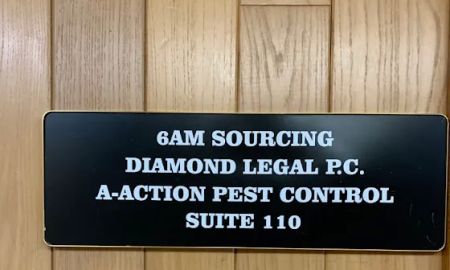 6AM SOURCING
DIAMOND LEGAL P.C.
A-ACTION PEST CONTROL
SUITE 110